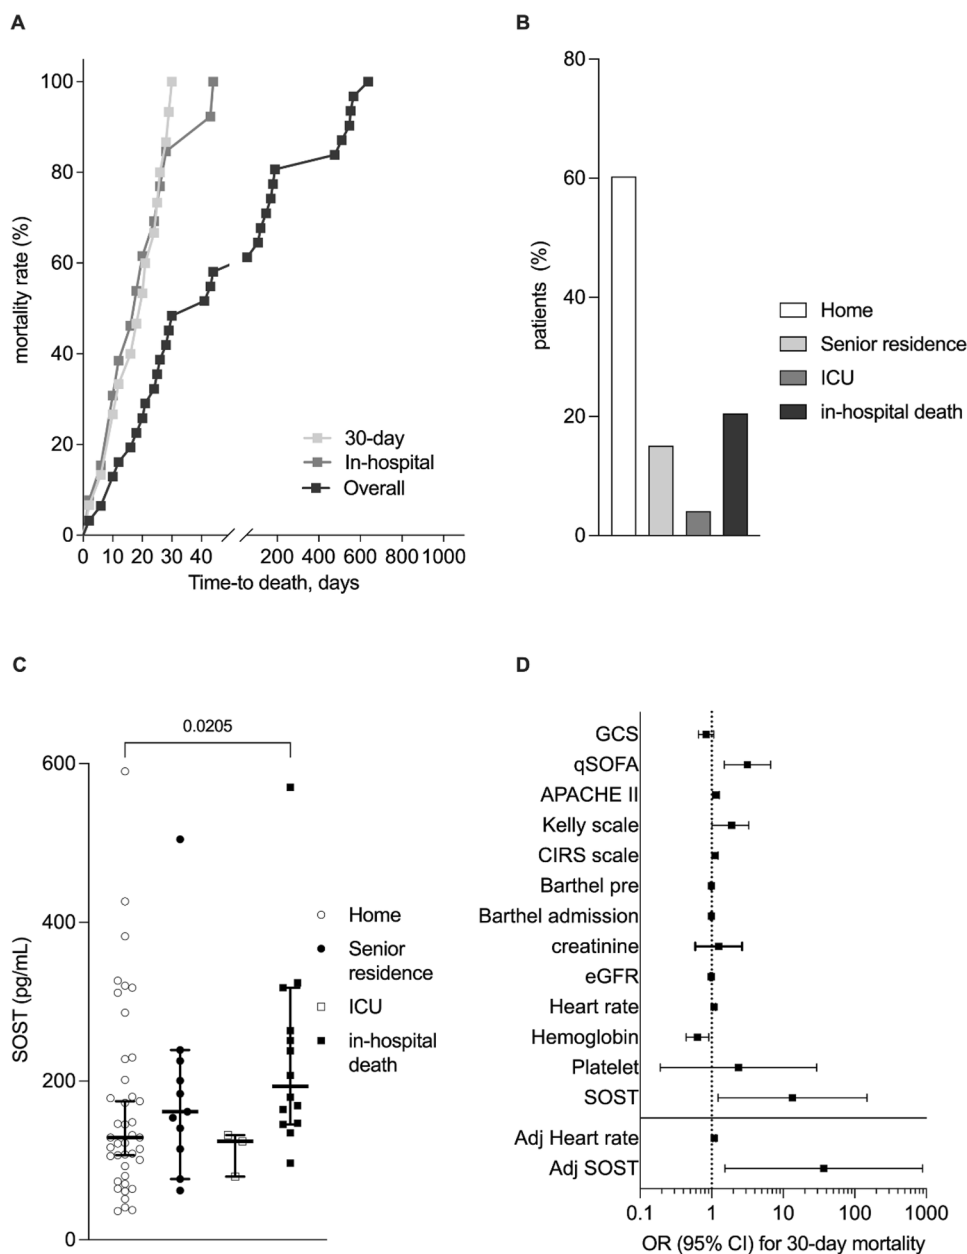 A
B
100
80
60
40
20
0
mortality rate (%)
30-day
In-hospital
Overall
0 10 20 30 40 200 400 600 800 1000
Time-to death, days
80
60
40
20
0
patients (%)
Home
Senior residence
ICU
in-hospital death
C
D
0.0205
600
400
200
0
SOST (pg/mL)
Home
Senior
residence
ICU
in-hospital
death
GCS
qSOFA
APACHE II
Kelly scale
CIRS scale
Barthel pre
Barthel admission
creatinine
eGFR
Heart rate
Hemoglobin
Platelet
SOST
Adj Heart rate
Adj SOST
0.1 1 10 100 1000
OR (95% CI) for 30-day mortality